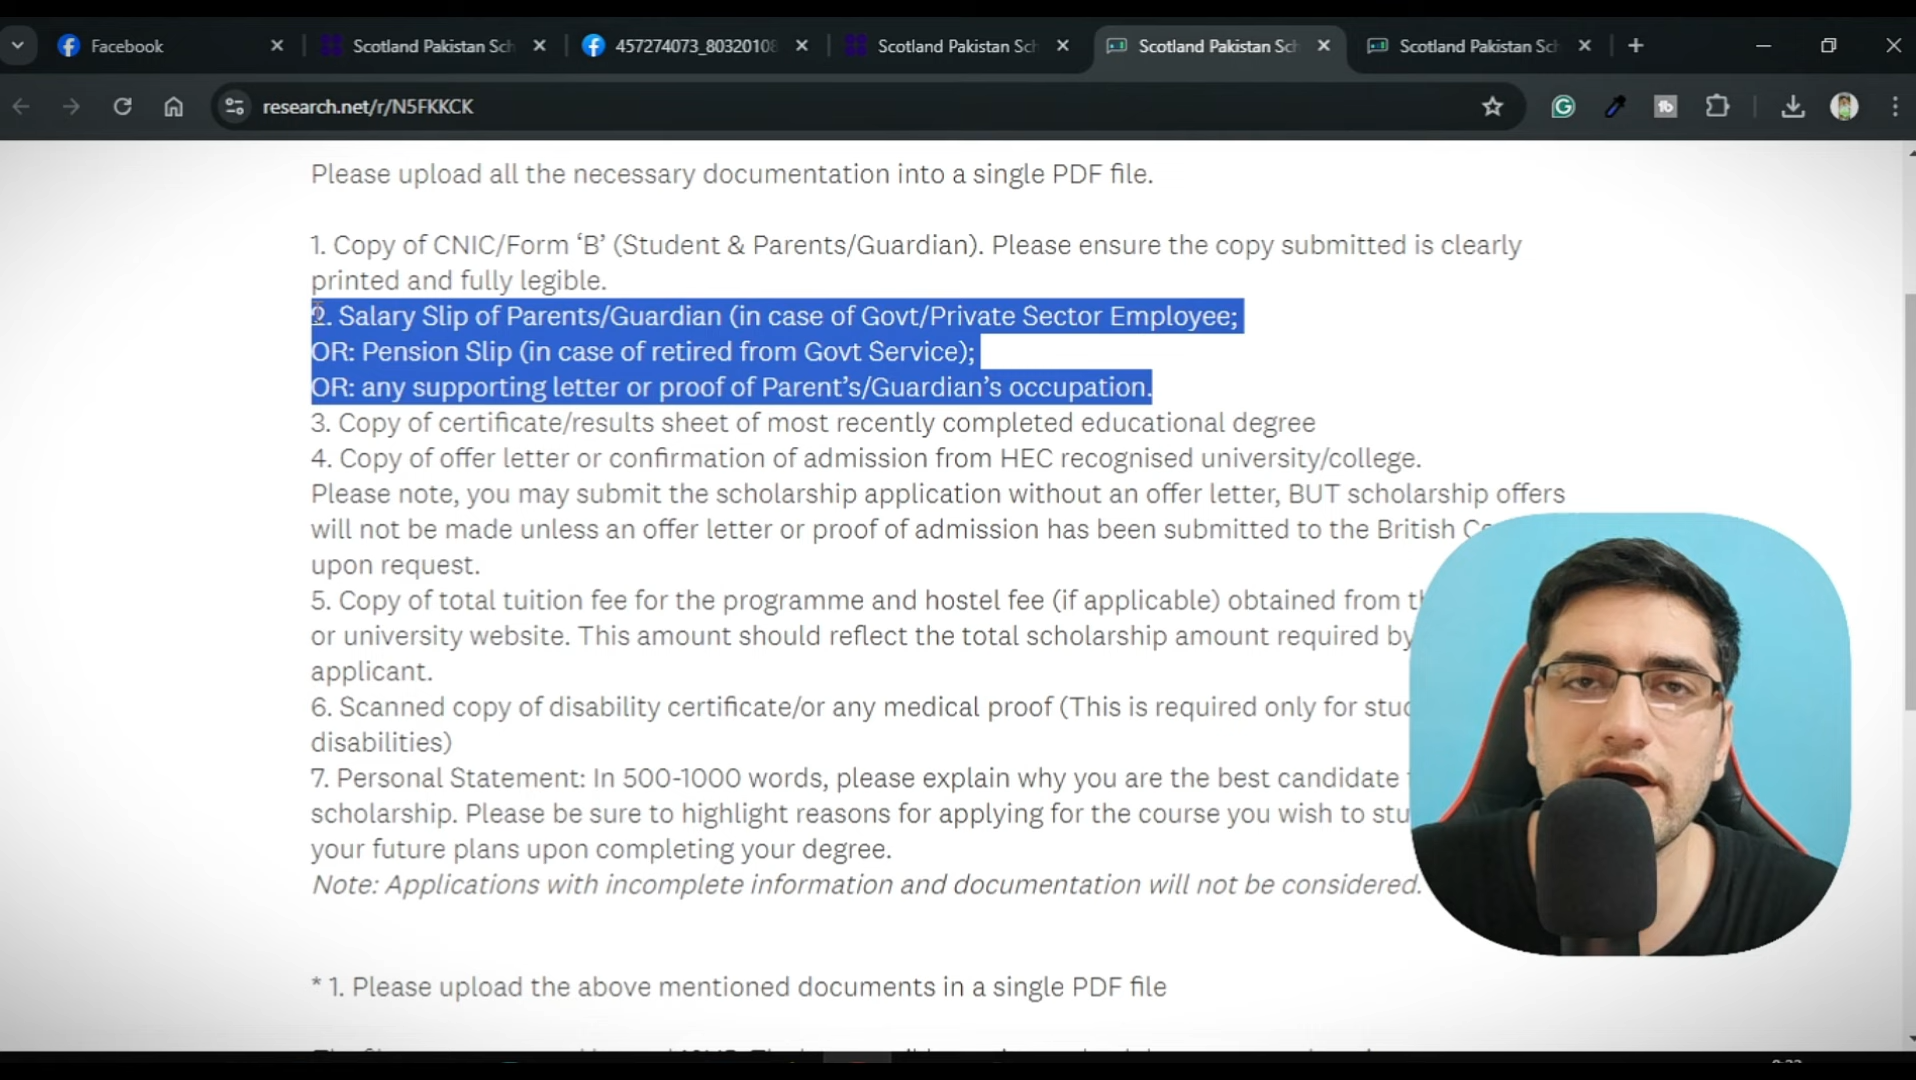 Facebook
Scotland Pakistan Sch
457274073_80320108
Scotland Pakistan Sch
Scotland Pakistan Sch
Scotland Pakistan Sch
research.net/r/N5FKKCK
Please upload all the necessary documentation into a single PDF file.
1. Copy of CNIC/Form ‘B’ (Student & Parents/Guardian). Please ensure the copy submitted is clearly
printed and fully legible.
2. Salary Slip of Parents/Guardian (in case of Govt/Private Sector Employee;
OR: Pension Slip (in case of retired from Govt Service);
OR: any supporting letter or proof of Parent’s/Guardian’s occupation.
3. Copy of certificate/results sheet of most recently completed educational degree
4. Copy of offer letter or confirmation of admission from HEC recognised university/college.
Please note, you may submit the scholarship application without an offer letter, BUT scholarship offers
will not be made unless an offer letter or proof of admission has been submitted to the British
upon request.
5. Copy of total tuition fee for the programme and hostel fee (if applicable) obtained from
or university website. This amount should reflect the total scholarship amount required by
applicant.
6. Scanned copy of disability certificate/or any medical proof (This is required only for
disabilities)
7. Personal Statement: In 500-1000 words, please explain why you are the best candidate
scholarship. Please be sure to highlight reasons for applying for the course you wish to
your future plans upon completing your degree.
Note: Applications with incomplete information and documentation will not be considered.
* 1. Please upload the above mentioned documents in a single PDF file